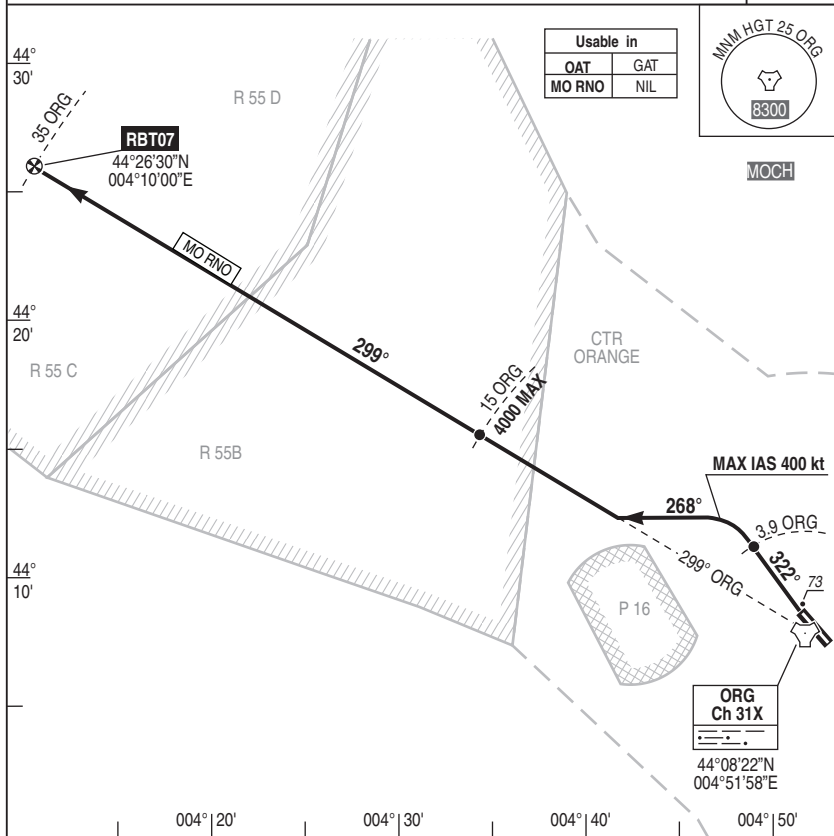 44°
30'
35 ORG
R 55 D
Usable in
OAT GAT
MO RNO NIL
MNM HGT 25 ORG
8300
RBT07
44°26'30"N
004°10'00"E
MOCH
MO RNO
44°
20'
299°
CTR
ORANGE
R 55 C
15 ORG
4000 MAX
R 55B
MAX IAS 400 kt
268°
3.9 ORG
299° ORG
322°
73
44°
10'
P 16
ORG
Ch 31X
44°08'22"N
004°51'58"E
004°20'
004°30'
004°40'
004°50'